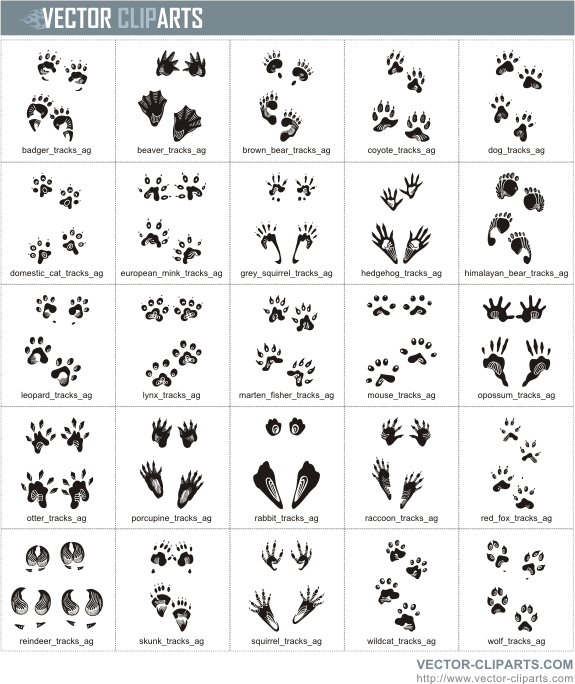 VECTOR CLIPARTS
badger_tracks_ag beaver_tracks_ag brown_bear_tracks_ag coyote_tracks_ag dog_tracks_ag
domestic_cat_tracks_ag european_mink_tracks_ag grey_squirrel_tracks_ag hedgehog_tracks_ag himalayan_bear_tracks_ag
leopard_tracks_ag lynx_tracks_ag marten_fisher_tracks_ag mouse_tracks_ag opossum_tracks_ag
otter_tracks_ag porcupine_tracks_ag rabbit_tracks_ag raccoon_tracks_ag red_fox_tracks_ag
reindeer_tracks_ag skunk_tracks_ag squirrel_tracks_ag wildcat_tracks_ag wolf_tracks_ag
VECTOR-CLIPARTS.COM
http://www.vector-cliparts.com